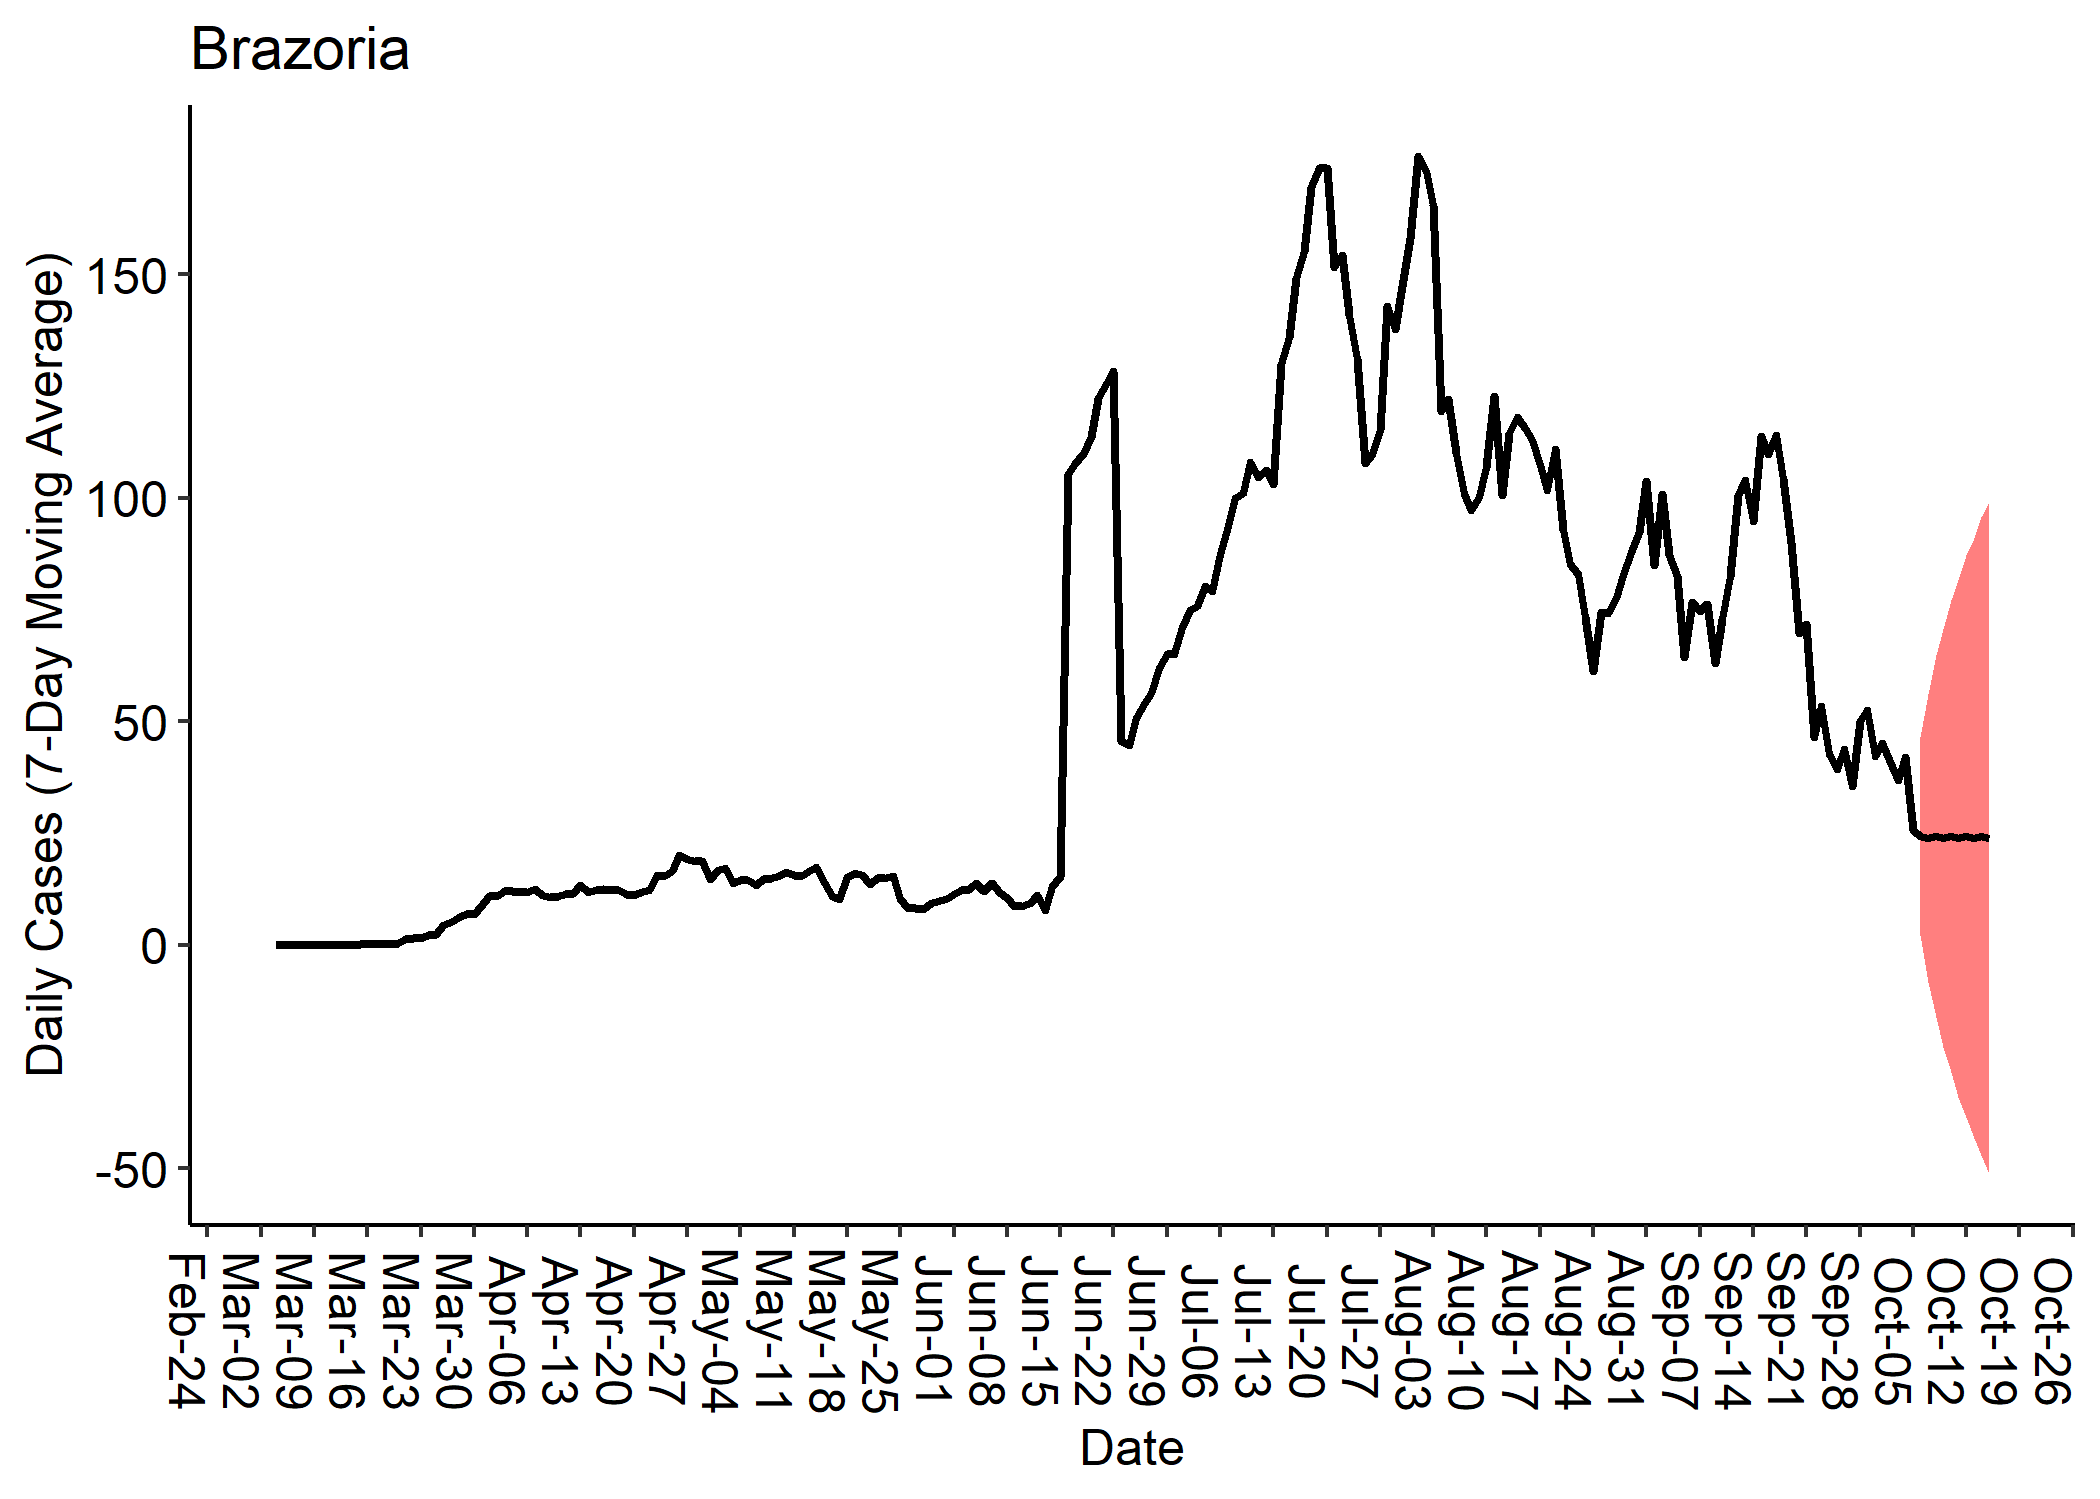 Brazoria
Daily Cases (7-Day Moving Average)
150
100
50
0
-50
Feb-24
Mar-02
Mar-09
Mar-16
Mar-23
Mar-30
Apr-06
Apr-13
Apr-20
Apr-27
May-04
May-11
May-18
May-25
Jun-01
Jun-08
Jun-15
Jun-22
Jun-29
Jul-06
Jul-13
Jul-20
Jul-27
Aug-03
Aug-10
Aug-17
Aug-24
Aug-31
Sep-07
Sep-14
Sep-21
Sep-28
Oct-05
Oct-12
Oct-19
Oct-26
Date